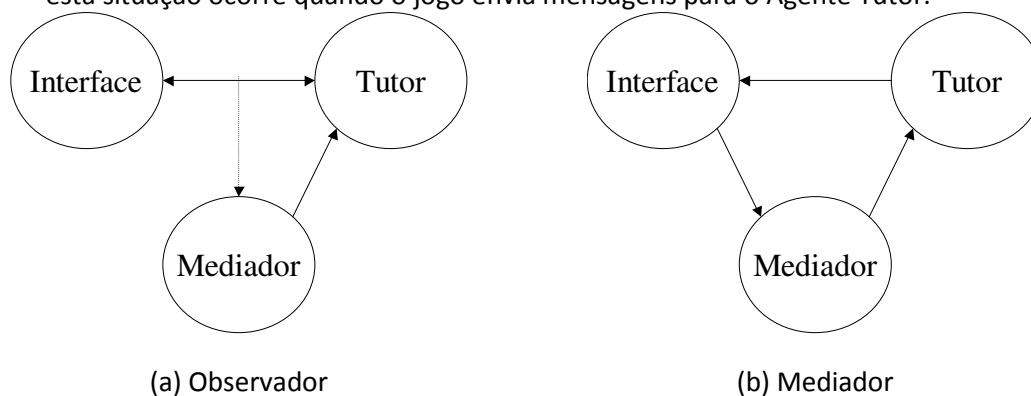 esta situação ocorre quando o jogo envia mensagens para o Agente Tutor.
Interface Tutor Interface Tutor
Mediador Mediador
(a) Observador (b) Mediador